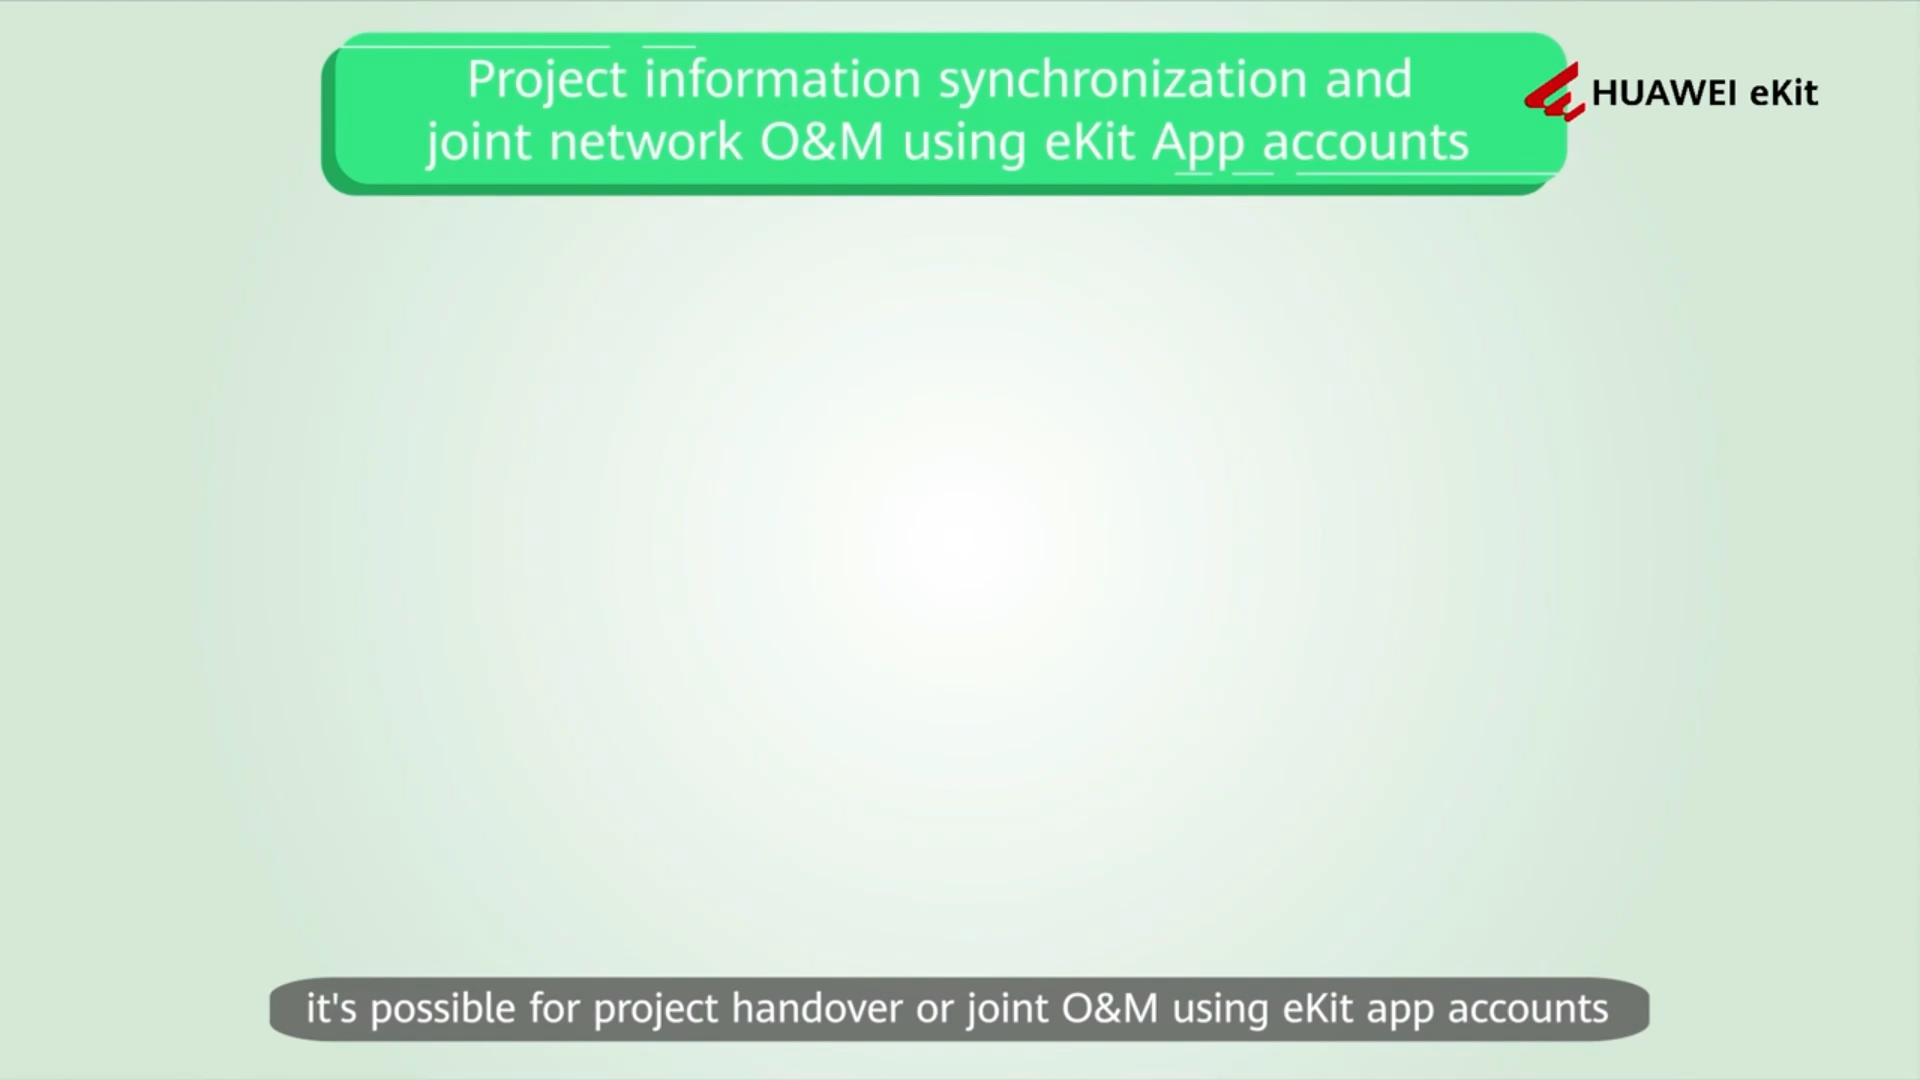 Project information synchronization and
joint network O&M using eKit App accounts
HUAWEI eKit
it's possible for project handover or joint O&M using eKit app accounts